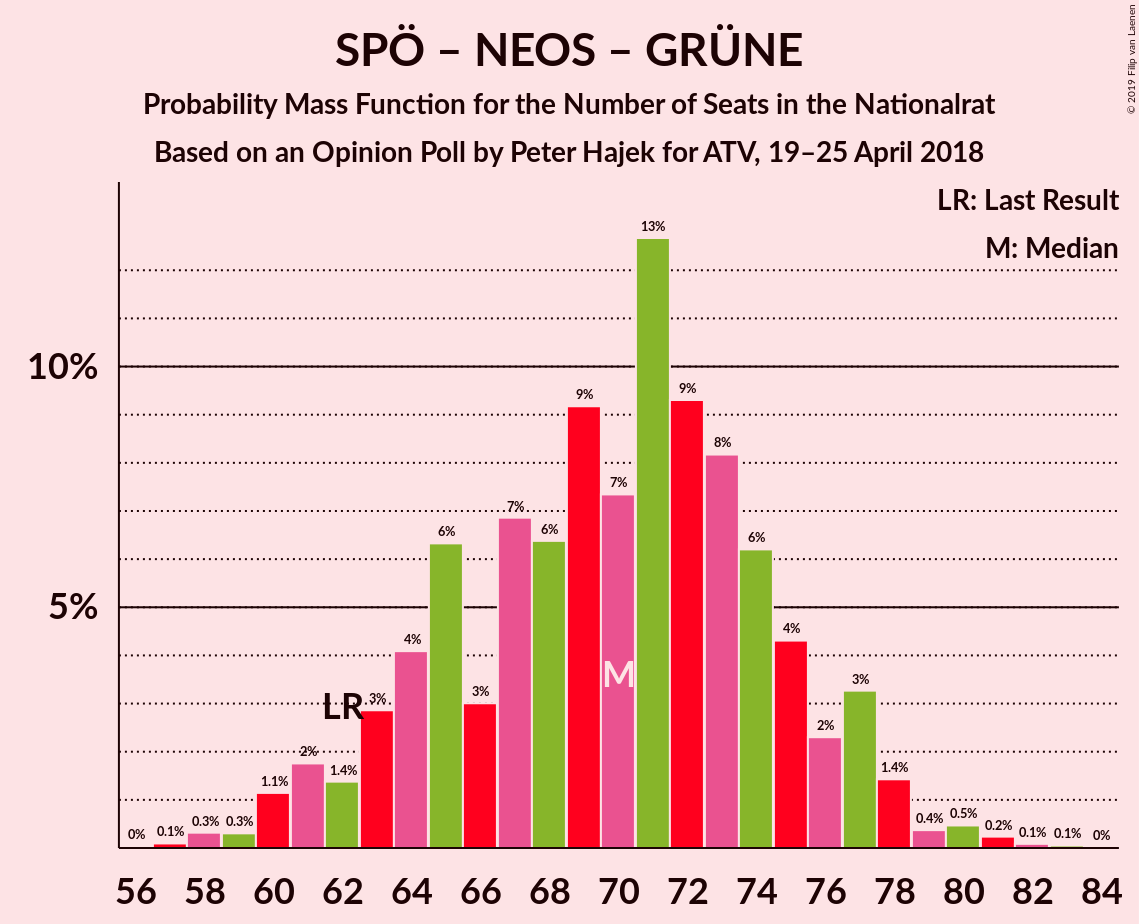 SPÖ – NEOS – GRÜNE
Probability Mass Function for the Number of Seats in the Nationalrat
Based on an Opinion Poll by Peter Hajek for ATV, 19–25 April 2018
© 2019 Filip van Laenen
LR: Last Result
M: Median
10%
5%
0% 0.1% 0.3% 0.3% 1.1% 2% 1.4% 3% 4% 6% 3% 7% 6% 9% 7% 13% 9% 8% 6% 4% 2% 3% 1.4% 0.4% 0.5% 0.2% 0.1% 0.1% 0%
LR
M
56 58 60 62 64 66 68 70 72 74 76 78 80 82 84